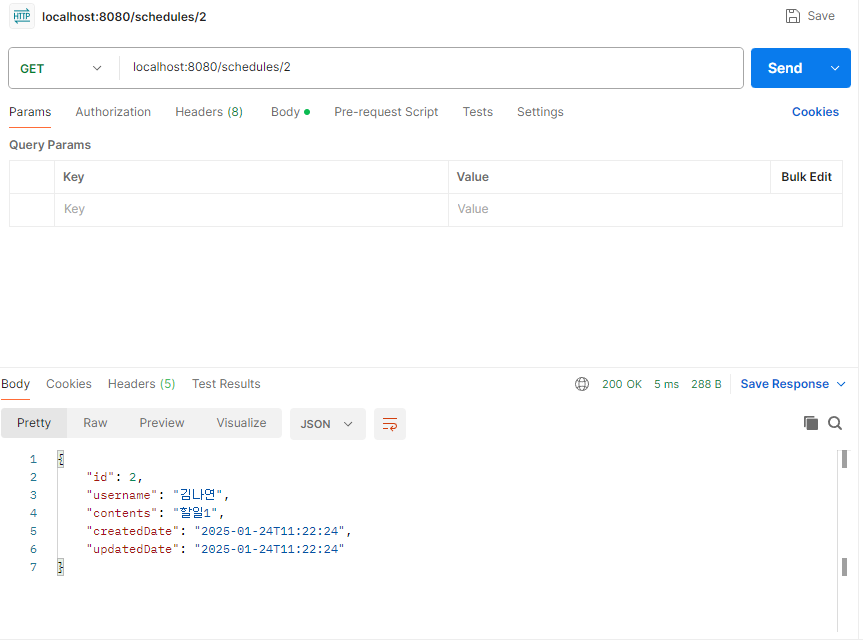 HTTP localhost:8080/schedules/2 Save
GET localhost:8080/schedules/2 Send
Params Authorization Headers (8) Body Pre-request Script Tests Settings Cookies
Query Params
Key Value Bulk Edit
Key Value
Body Cookies Headers (5) Test Results 200 OK 5 ms 288 B Save Response
Pretty Raw Preview Visualize JSON
1 {
2 "id": 2,
3 "username": "김나연",
4 "contents": "할일1",
5 "createdDate": "2025-01-24T11:22:24",
6 "updatedDate": "2025-01-24T11:22:24"
7 }